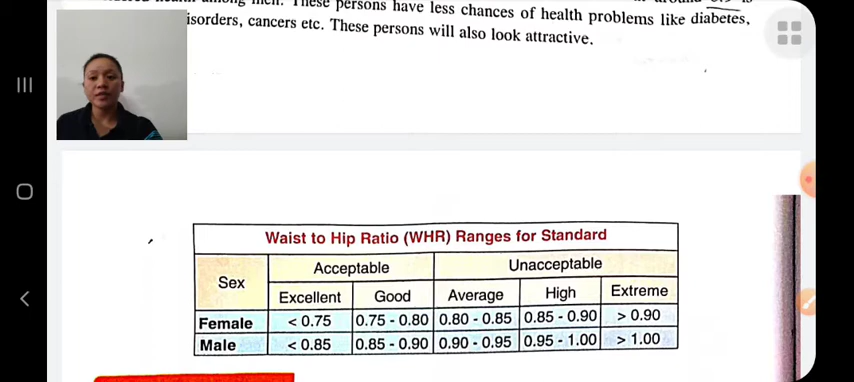 These persons have less chances of health problems like diabetes,
isorders, cancers etc. These persons will also look attractive.
Waist to Hip Ratio (WHR) Ranges for Standard
Sex Acceptable Unacceptable
Excellent Good Average High Extreme
Female < 0.75 0.75 - 0.80 0.80 - 0.85 0.85 - 0.90 > 0.90
Male < 0.85 0.85 - 0.90 0.90 - 0.95 0.95 - 1.00 > 1.00